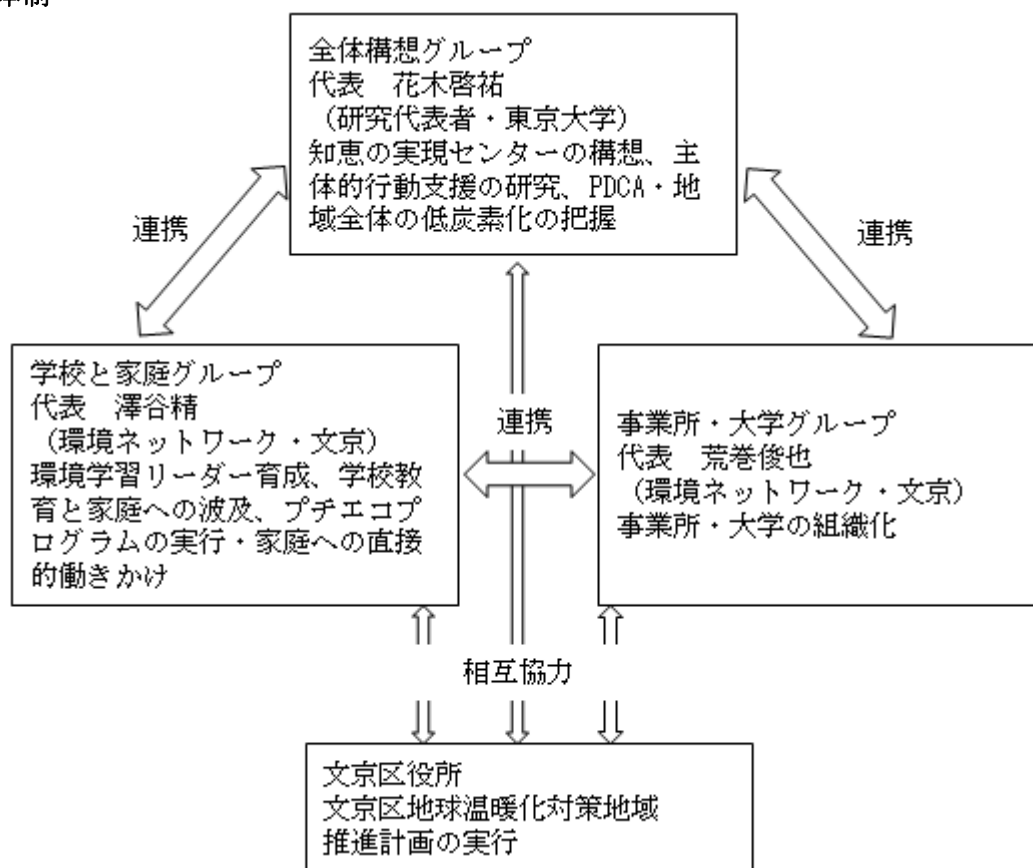 全体構想グループ
代表　花木啓祐
（研究代表者・東京大学）
知恵の実現センターの構想、主
体的行動支援の研究、PDCA・地
域全体の低炭素化の把握
連携
連携
学校と家庭グループ
代表　澤谷精
（環境ネットワーク・文京）
環境学習リーダー育成、学校教
育と家庭への波及、プチエコプ
ログラムの実行・家庭への直接
的働きかけ
連携
事業所・大学グループ
代表　荒巻俊也
（環境ネットワーク・文京）
事業所・大学の組織化
相互協力
文京区役所
文京区地球温暖化対策地域
推進計画の実行